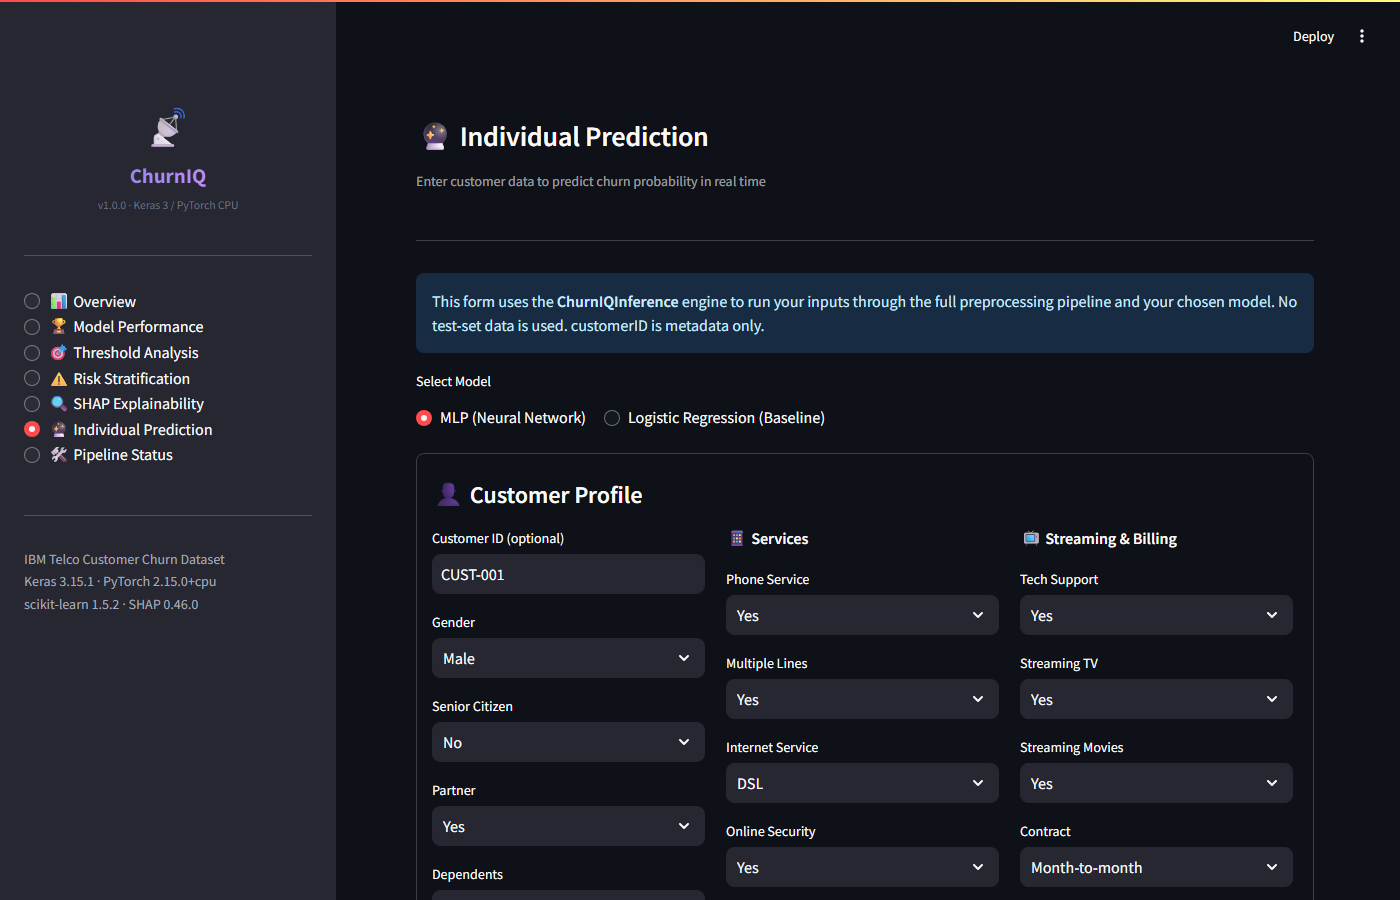 Deploy
ChurnIQ
v1.0.0 · Keras 3 / PyTorch CPU
Overview
Model Performance
Threshold Analysis
Risk Stratification
SHAP Explainability
Individual Prediction
Pipeline Status
IBM Telco Customer Churn Dataset
Keras 3.15.1 · PyTorch 2.15.0+cpu
scikit-learn 1.5.2 · SHAP 0.46.0
Individual Prediction
Enter customer data to predict churn probability in real time
This form uses the ChurnIQInference engine to run your inputs through the full preprocessing pipeline and your chosen model. No
test-set data is used. customerID is metadata only.
Select Model
MLP (Neural Network)
Logistic Regression (Baseline)
Customer Profile
Customer ID (optional)
CUST-001
Gender
Male
Senior Citizen
No
Partner
Yes
Dependents
Services
Phone Service
Yes
Multiple Lines
Yes
Internet Service
DSL
Online Security
Yes
Streaming & Billing
Tech Support
Yes
Streaming TV
Yes
Streaming Movies
Yes
Contract
Month-to-month